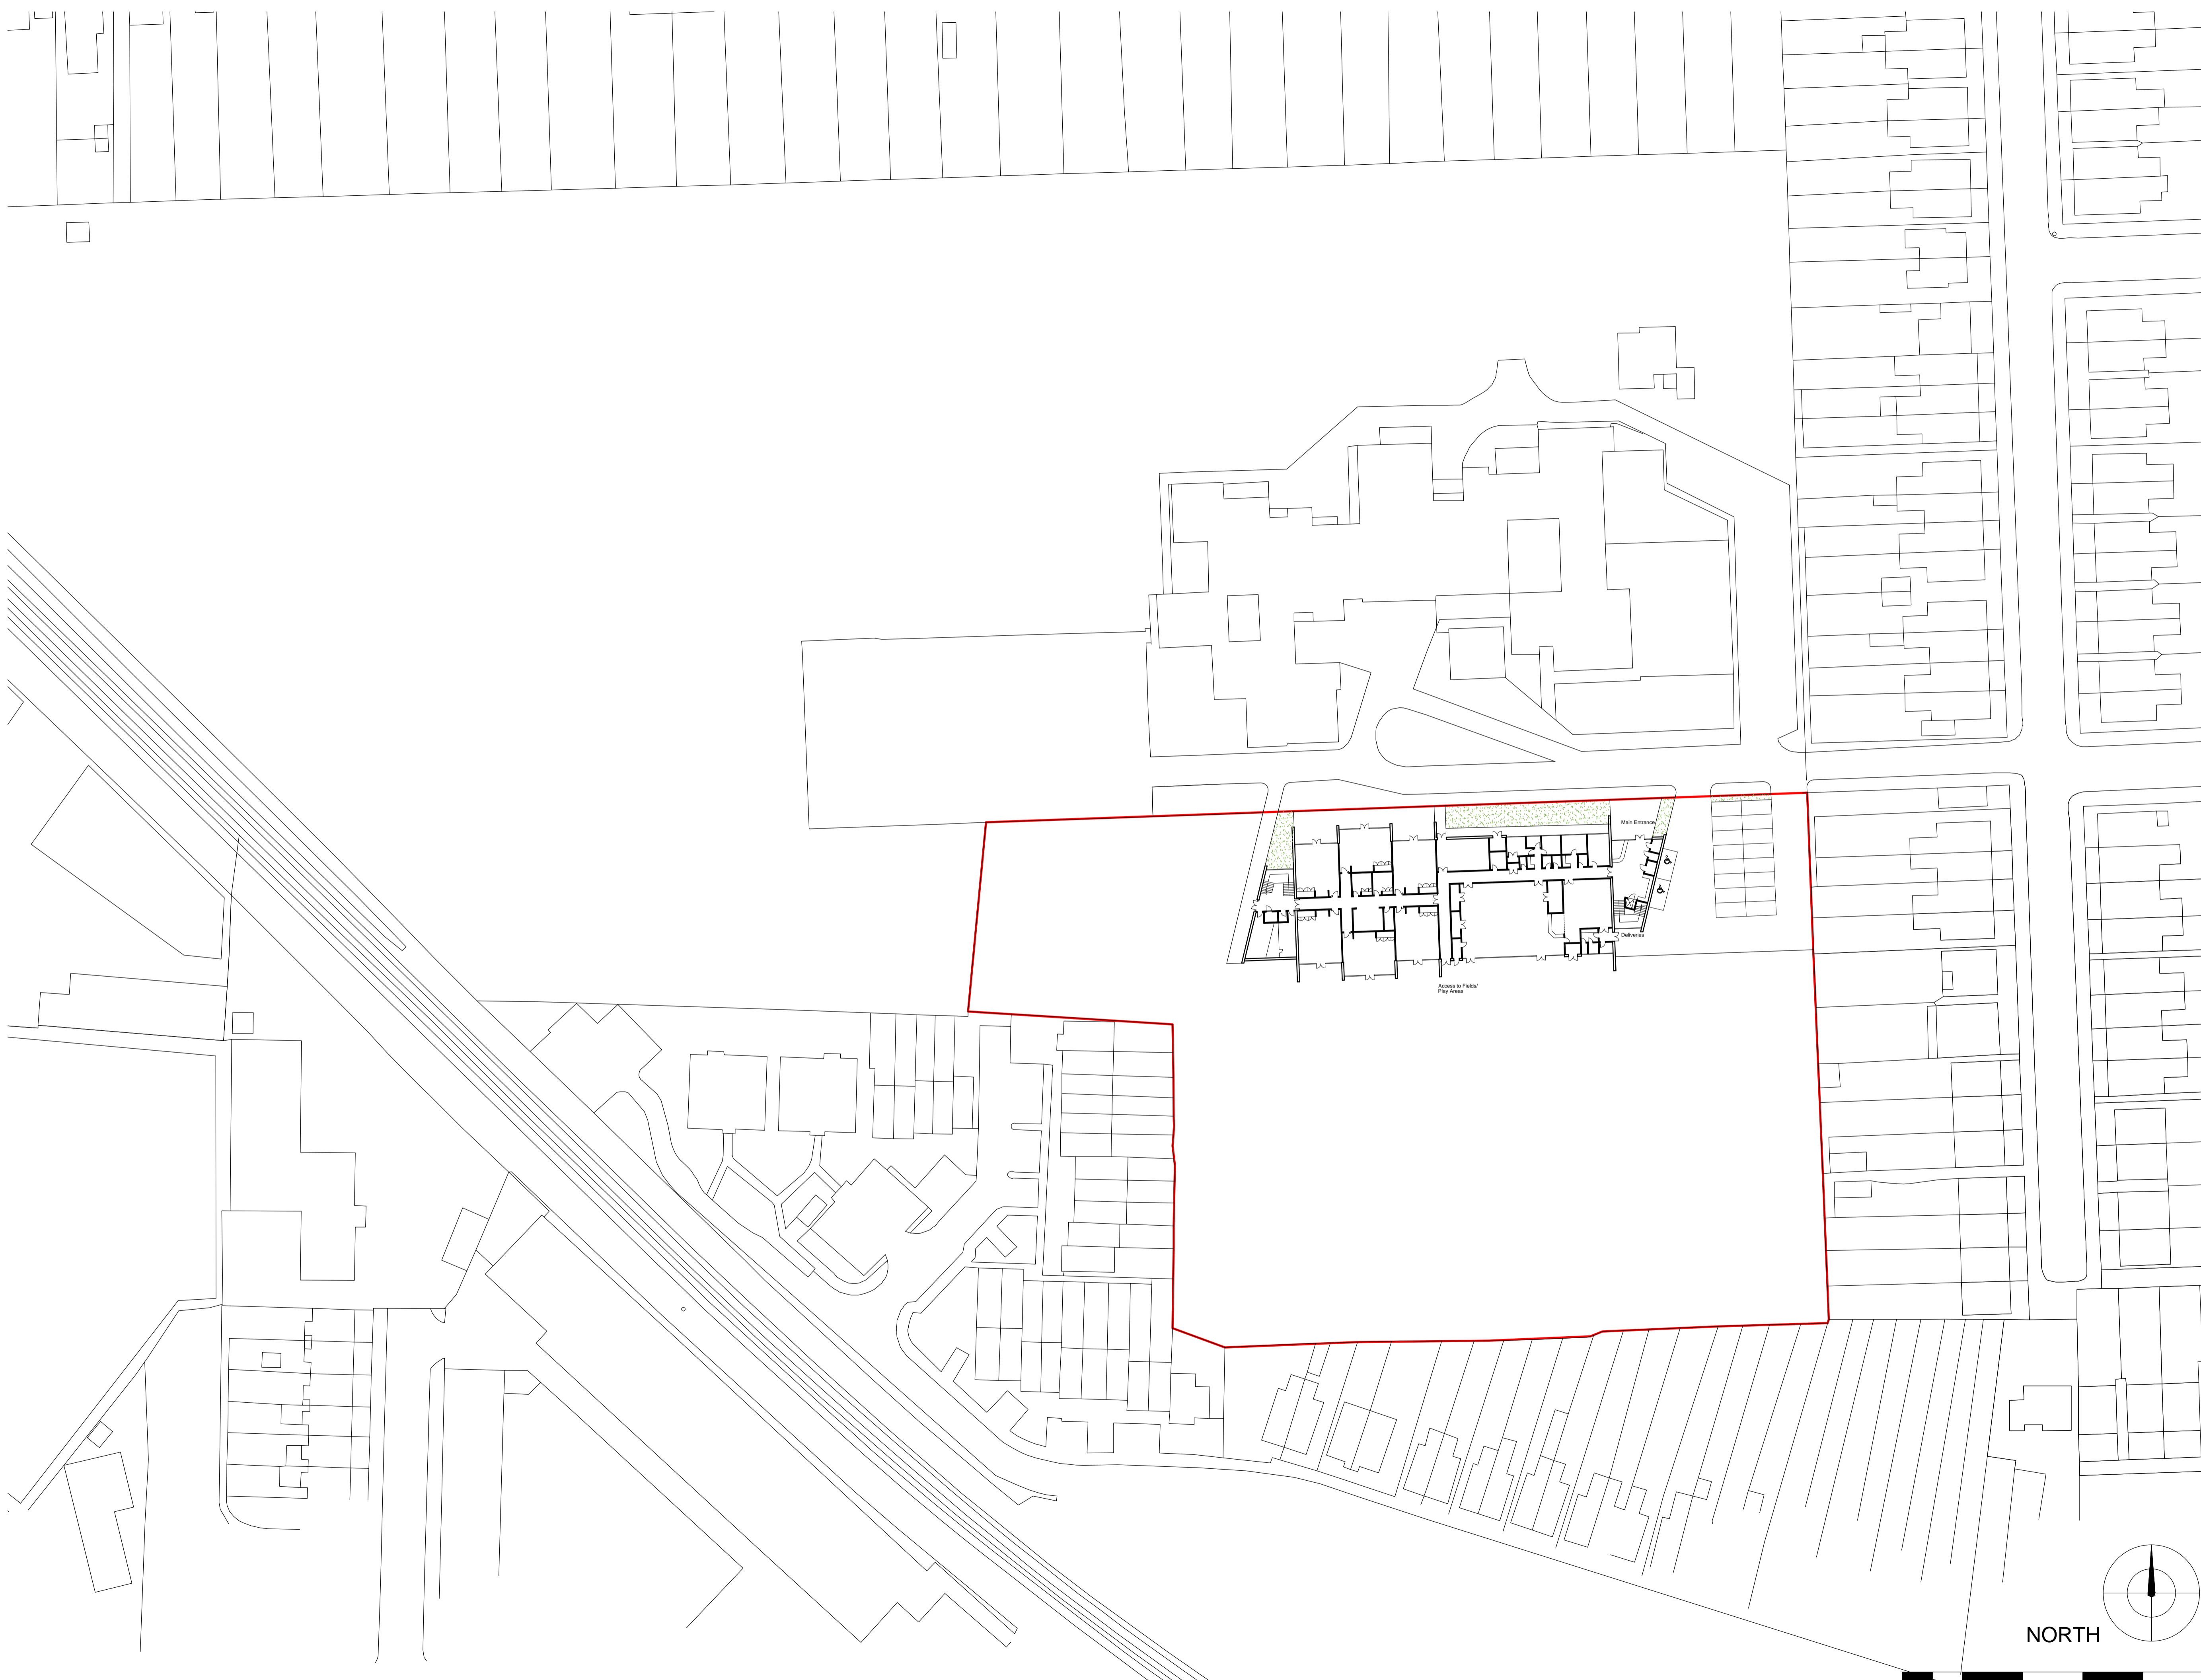 Main Entrance
Deliveries
Access to Fields/
Play Areas
NORTH